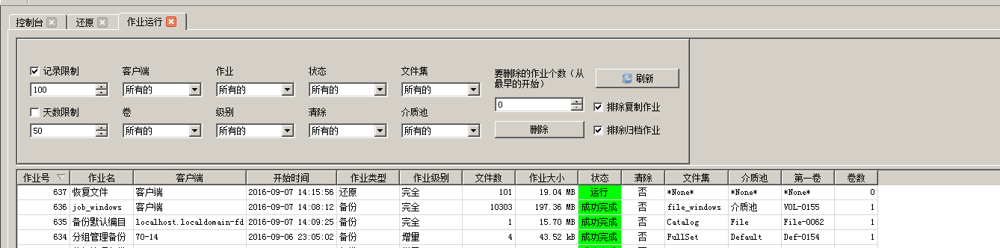 控制台 还原 作业运行
记录限制 客户端 作业 状态 文件集 要删除的作业个数（从最早的开始） 刷新
100 所有的 所有的 所有的 所有的 0 排除复制作业
天数限制 卷 级别 清除 介质池
50 所有的 所有的 所有的 所有的 删除 排除归档作业
作业号 作业名 客户端 开始时间 作业类型 作业级别 文件数 作业大小 状态 清除 文件集 介质池 第一卷 卷数
637 恢复文件 客户端 2016-09-07 14:15:56 还原 完全 101 19.04 MB 运行 否 *None* *None* *None* 0
636 job_windows 客户端 2016-09-07 14:08:12 备份 完全 10303 197.36 MB 成功完成 否 file_windows 介质池 VOL-0155 1
635 备份默认编目 localhost.localdomain-fd 2016-09-07 14:09:25 备份 完全 1 15.70 MB 成功完成 否 Catalog File File-0062 1
634 分组管理备份 70-14 2016-09-06 23:05:02 备份 增量 4 43.52 kB 成功完成 否 FullSet Default Def-0154 1